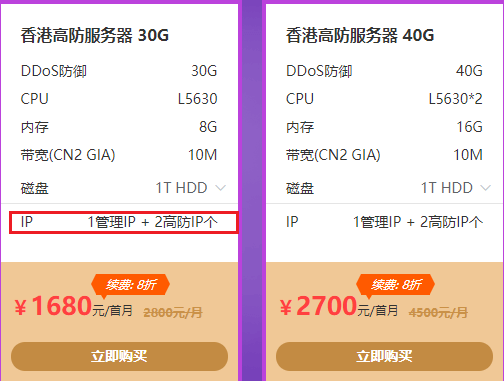 香港高防服务器 30G
DDoS防御 30G
CPU L5630
内存 8G
带宽(CN2 GIA) 10M
磁盘 1T HDD
IP 1管理IP + 2高防IP个
续费: 8折
¥1680元/首月 2800元/月
立即购买
香港高防服务器 40G
DDoS防御 40G
CPU L5630*2
内存 16G
带宽(CN2 GIA) 10M
磁盘 1T HDD
IP 1管理IP + 2高防IP个
续费: 8折
¥2700元/首月 4500元/月
立即购买